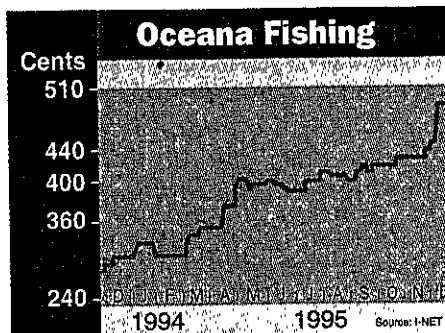 Oceana Fishing
Cents
510
440
400
360
240
D J F M A M J J A S O N D
1994 1995
Source: I-NET